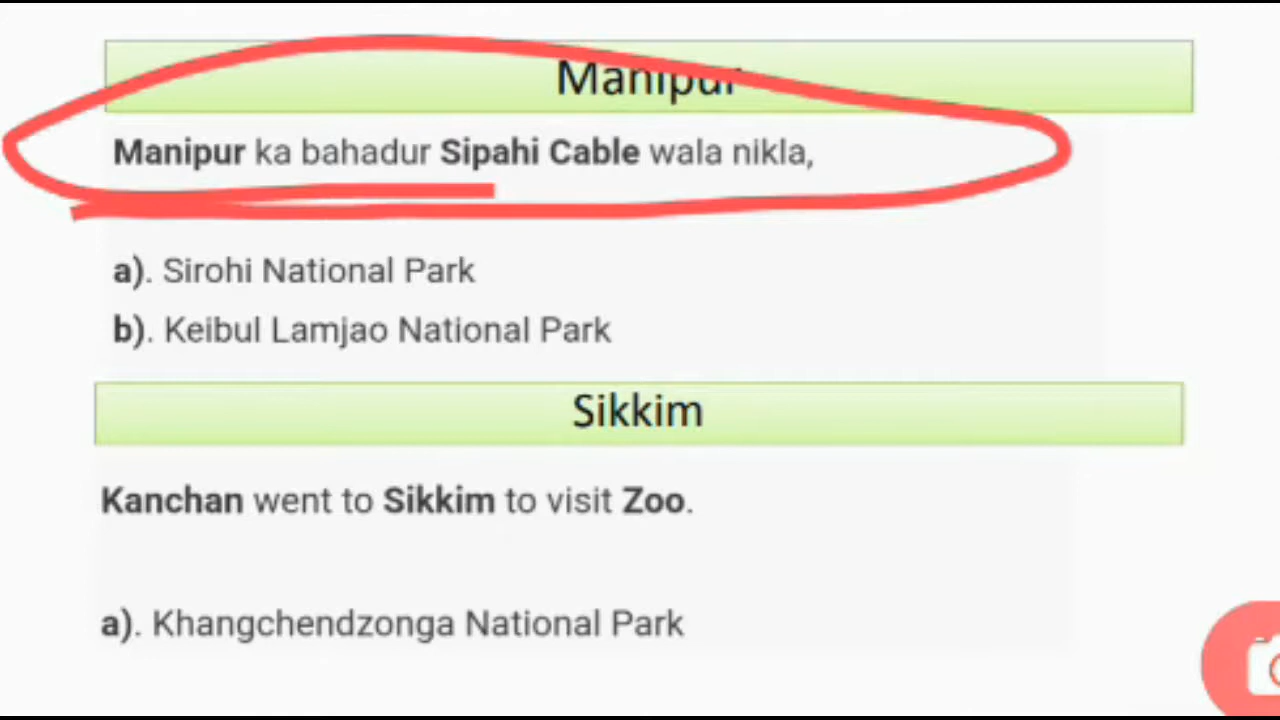 Manipur
Manipur ka bahadur Sipahi Cable wala nikla,
a). Sirohi National Park
b). Keibul Lamjao National Park
Sikkim
Kanchan went to Sikkim to visit Zoo.
a). Khangchendzonga National Park